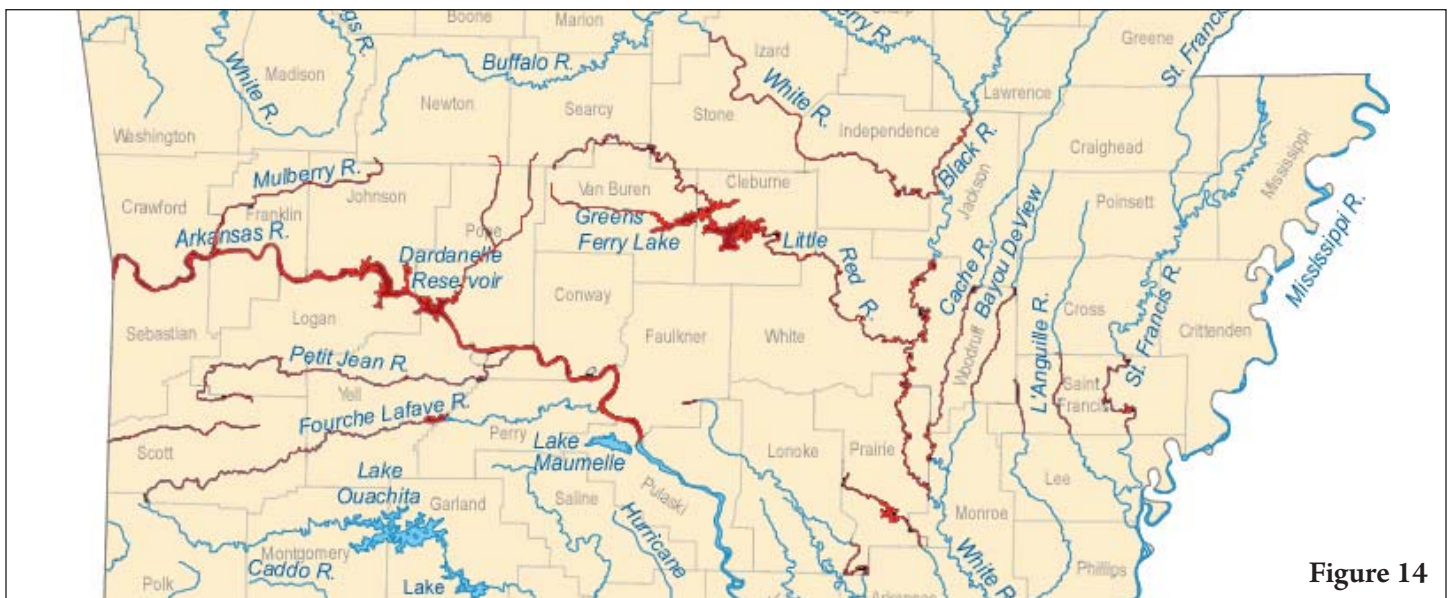 Boone
Marion
Izard
Greene
St. Francis
White R.
Madison
Buffalo R.
Newton
Searcy
Stone
White R.
Lawrence
Washington
Independence
Black R.
Craighead
Mississippi
Mulberry R.
Johnson
Van Buren
Cleburne
Jackson
Poinsett
Crawford
Franklin
Pope
Greens
Ferry Lake
Little
Red
R.
Cache R.
Bayou DeView
Arkansas R.
Dardanelle
Reservoir
Mississippi R.
Conway
Cross
Sebastian
Logan
Faulkner
White
Woodruff
L'Anguille R.
St. Francis R.
Crittenden
Petit Jean R.
Yell
Saint
Francis
Fourche Lafave R.
Perry
Scott
Lake
Maumelle
Lonoke
Prairie
Lee
Lake
Ouachita
Garland
Saline
Pulaski
Monroe
Montgomery
Caddo R.
Hurricane
White R.
Phillips
Polk
Lake
Arkansas
Figure 14